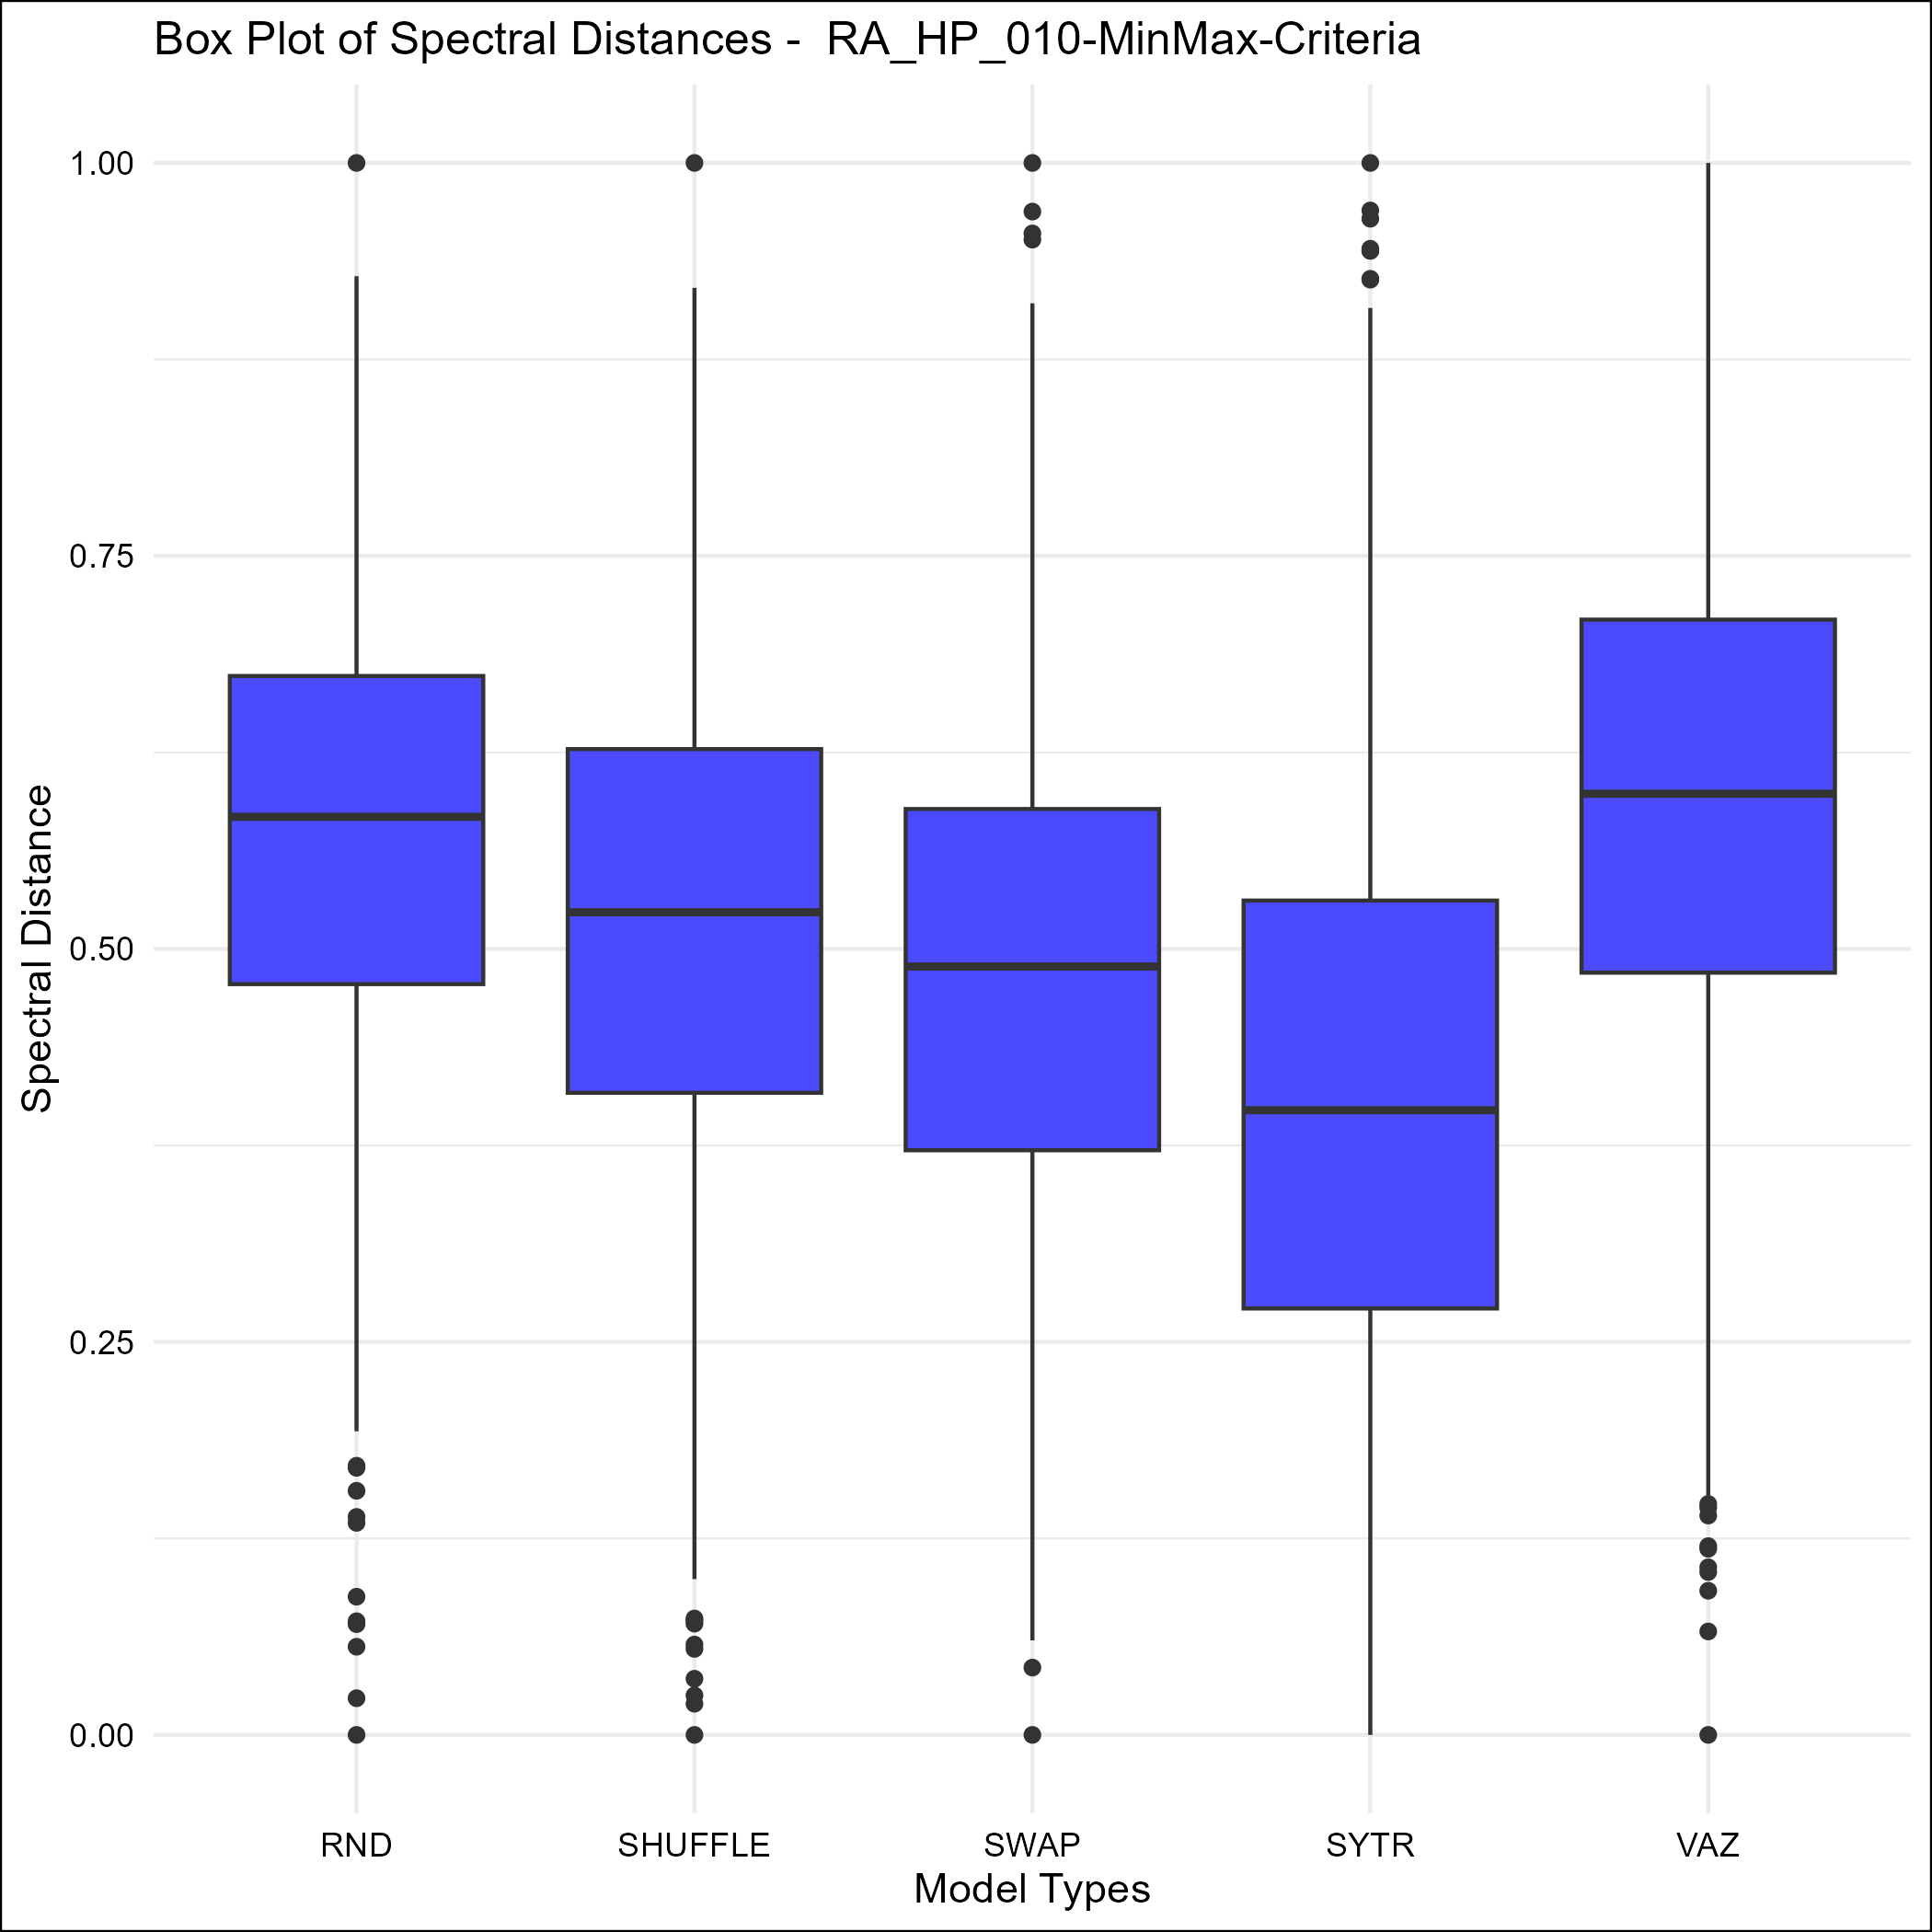 Box Plot of Spectral Distances -  RA_HP_010-MinMax-Criteria
Spectral Distance
1.00
0.75
0.50
0.25
0.00
RND SHUFFLE SWAP SYTR VAZ
Model Types